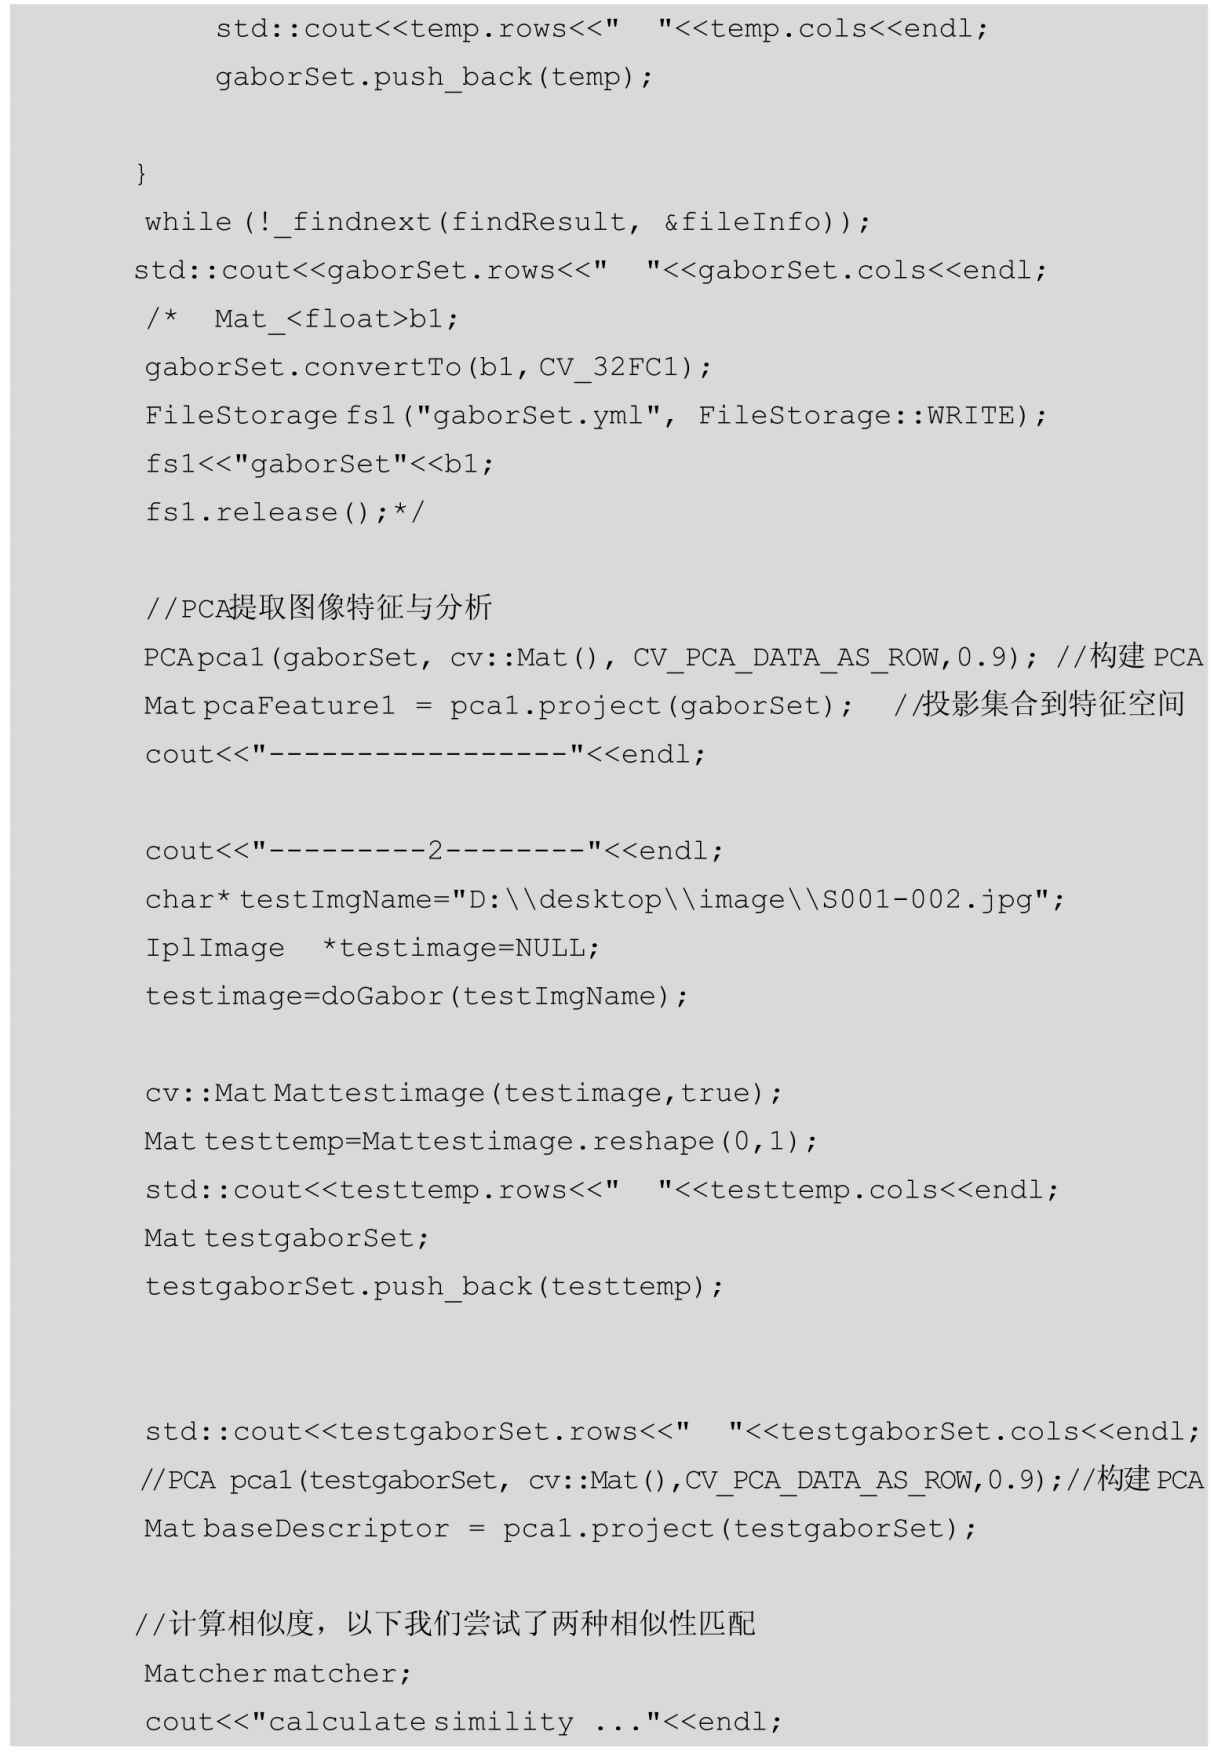 std::cout<<temp.rows<<"  "<<temp.cols<<endl;
gaborSet.push_back(temp);
}
while(!_findnext(findResult, &fileInfo));
std::cout<<gaborSet.rows<<"  "<<gaborSet.cols<<endl;
/*  Mat_<float>b1;
gaborSet.convertTo(b1,CV_32FC1);
FileStorage fs1("gaborSet.yml", FileStorage::WRITE);
fs1<<"gaborSet"<<b1;
fs1.release();*/
//PCA提取图像特征与分析
PCA pca1(gaborSet, cv::Mat(), CV_PCA_DATA_AS_ROW,0.9); //构建 PCA
Mat pcaFeature1 = pca1.project(gaborSet);  //投影集合到特征空间
cout<<"-----------------"<<endl;
cout<<"---------2--------"<<endl;
char* testImgName="D:\\desktop\\image\\S001-002.jpg";
IplImage  *testimage=NULL;
testimage=doGabor(testImgName);
cv::Mat Mattestimage(testimage,true);
Mat testtemp=Mattestimage.reshape(0,1);
std::cout<<testtemp.rows<<"  "<<testtemp.cols<<endl;
Mat testgaborSet;
testgaborSet.push_back(testtemp);
std::cout<<testgaborSet.rows<<"  "<<testgaborSet.cols<<endl;
//PCA pca1(testgaborSet, cv::Mat(),CV_PCA_DATA_AS_ROW,0.9);//构建 PCA
Mat baseDescriptor = pca1.project(testgaborSet);
//计算相似度，以下我们尝试了两种相似性匹配
Matcher matcher;
cout<<"calculate simility ..."<<endl;